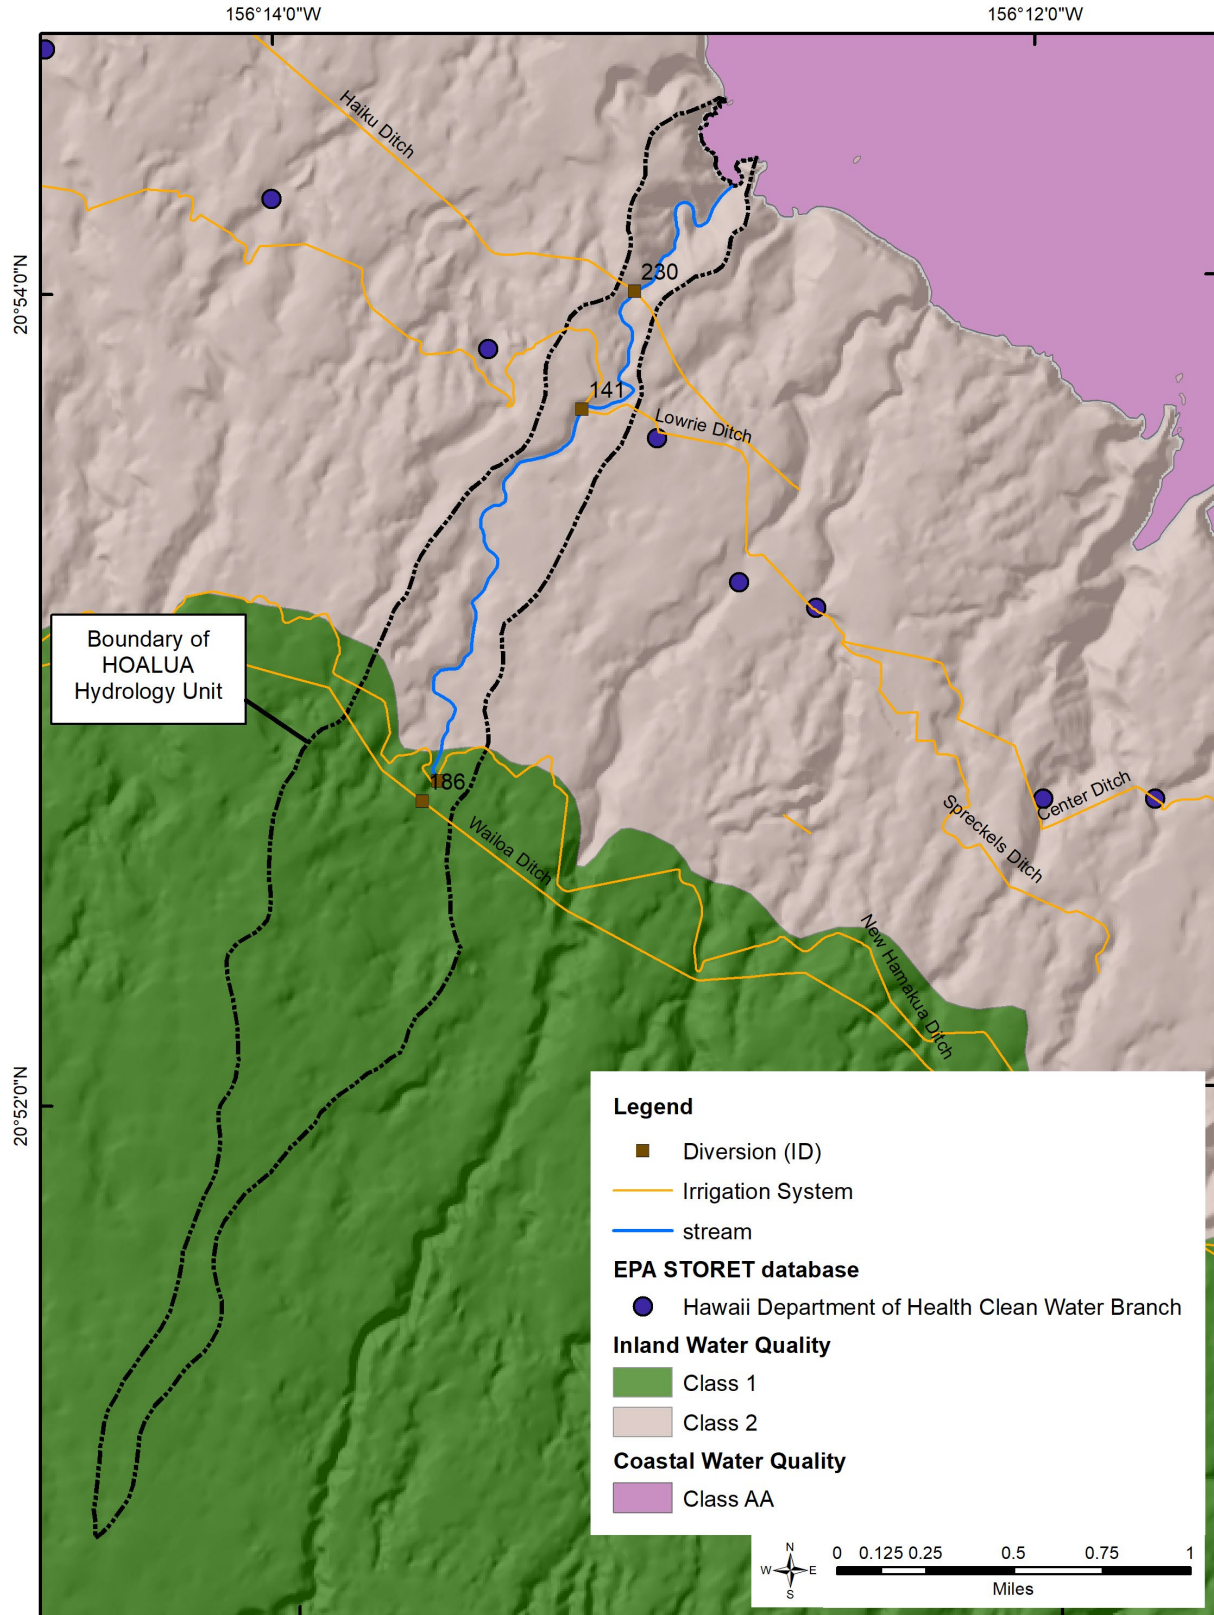 156°14'0"W
156°12'0"W
Haiku Ditch
230
20°54'0"N
141
Lowrie Ditch
Boundary of
HOALUA
Hydrology Unit
186
Wailoa Ditch
Center Ditch
Spreckels Ditch
New Hamakua Ditch
20°52'0"N
Legend
Diversion (ID)
Irrigation System
stream
EPA STORET database
Hawaii Department of Health Clean Water Branch
Inland Water Quality
Class 1
Class 2
Coastal Water Quality
Class AA
N
W E
S
0 0.125 0.25 0.5 0.75 1
Miles